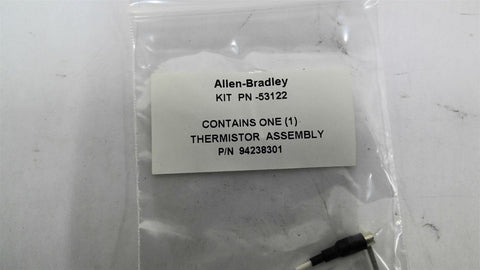 Allen-Bradley
KIT PN -53122
CONTAINS ONE (1)
THERMISTOR ASSEMBLY
P/N 94238301